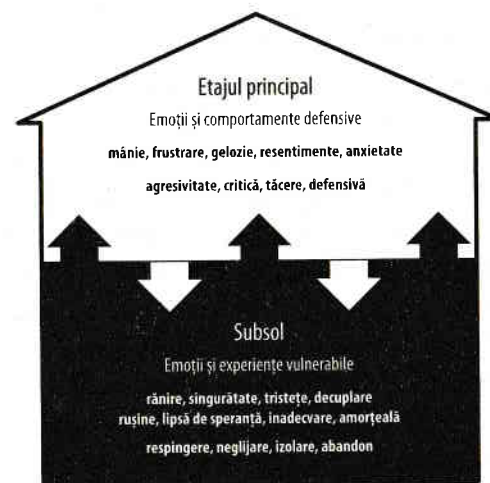 Etajul principal
Emoții și comportamente defensive
mânie, frustrare, gelozie, resentimente, anxietate
agresivitate, critică, tăcere, defensivă
Subsol
Emoții și experiențe vulnerabile
rănire, singurătate, tristețe, decuplare
rușine, lipsă de speranță, inadecvare, amorțeală
respingere, neglijare, izolare, abandon